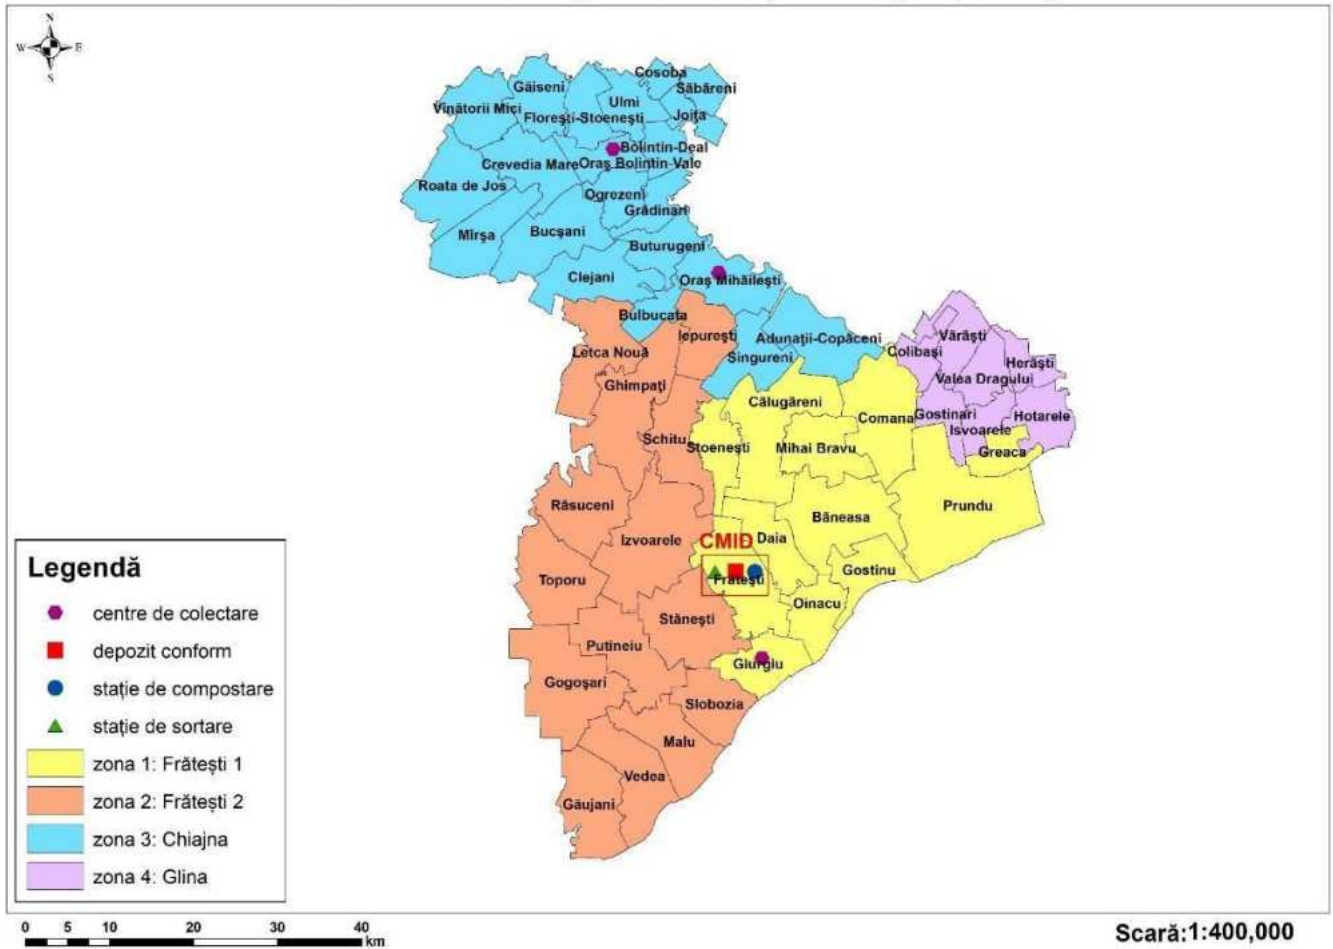 N
W E
S
Cosoba
Găiseni
Săbăreni
Ulmi
Vînătorii Mici
Florești-Stoenești
Joița
Bolintin-Deal
Crevedia Mare
Oraș Bolintin-Vale
Roata de Jos
Ogrezeni
Grădinari
Mîrșa
Bucșani
Buturugeni
Clejani
Oraș Mihăilești
Bulbucata
Iepurești
Adunații-Copăceni
Vărăști
Colibași
Letca Nouă
Singureni
Herăști
Ghimpați
Valea Dragului
Călugăreni
Comana
Gostinari
Hotarele
Isvoarele
Schitu
Stoenești
Mihai Bravu
Greaca
Răsuceni
Prundu
Băneasa
Izvoarele
CMID
Daia
Toporu
Frătești
Gostinu
Oinacu
Stănești
Putineiu
Giurgiu
Gogoșari
Slobozia
Malu
Vedea
Găujani
Legendă
centre de colectare
depozit conform
stație de compostare
stație de sortare
zona 1: Frătești 1
zona 2: Frătești 2
zona 3: Chiajna
zona 4: Glina
0 5 10 20 30 40
km
Scară:1:400,000